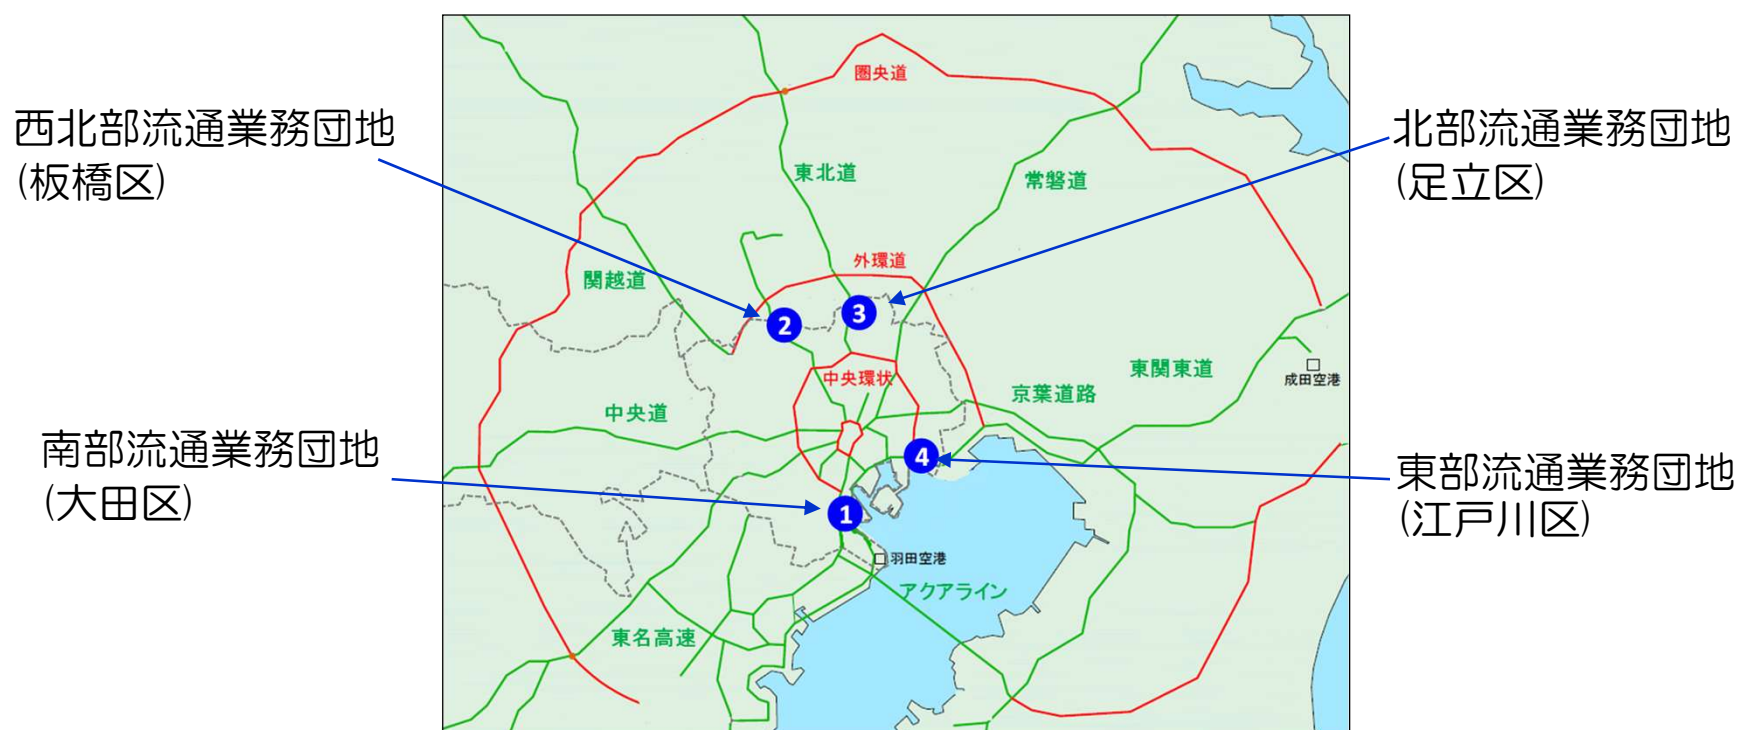 圏央道
西北部流通業務団地
(板橋区)
北部流通業務団地
(足立区)
東北道
常磐道
外環道
関越道
2
3
中央環状
東関東道
成田空港
京葉道路
中央道
南部流通業務団地
(大田区)
4
東部流通業務団地
(江戸川区)
1
羽田空港
アクアライン
東名高速